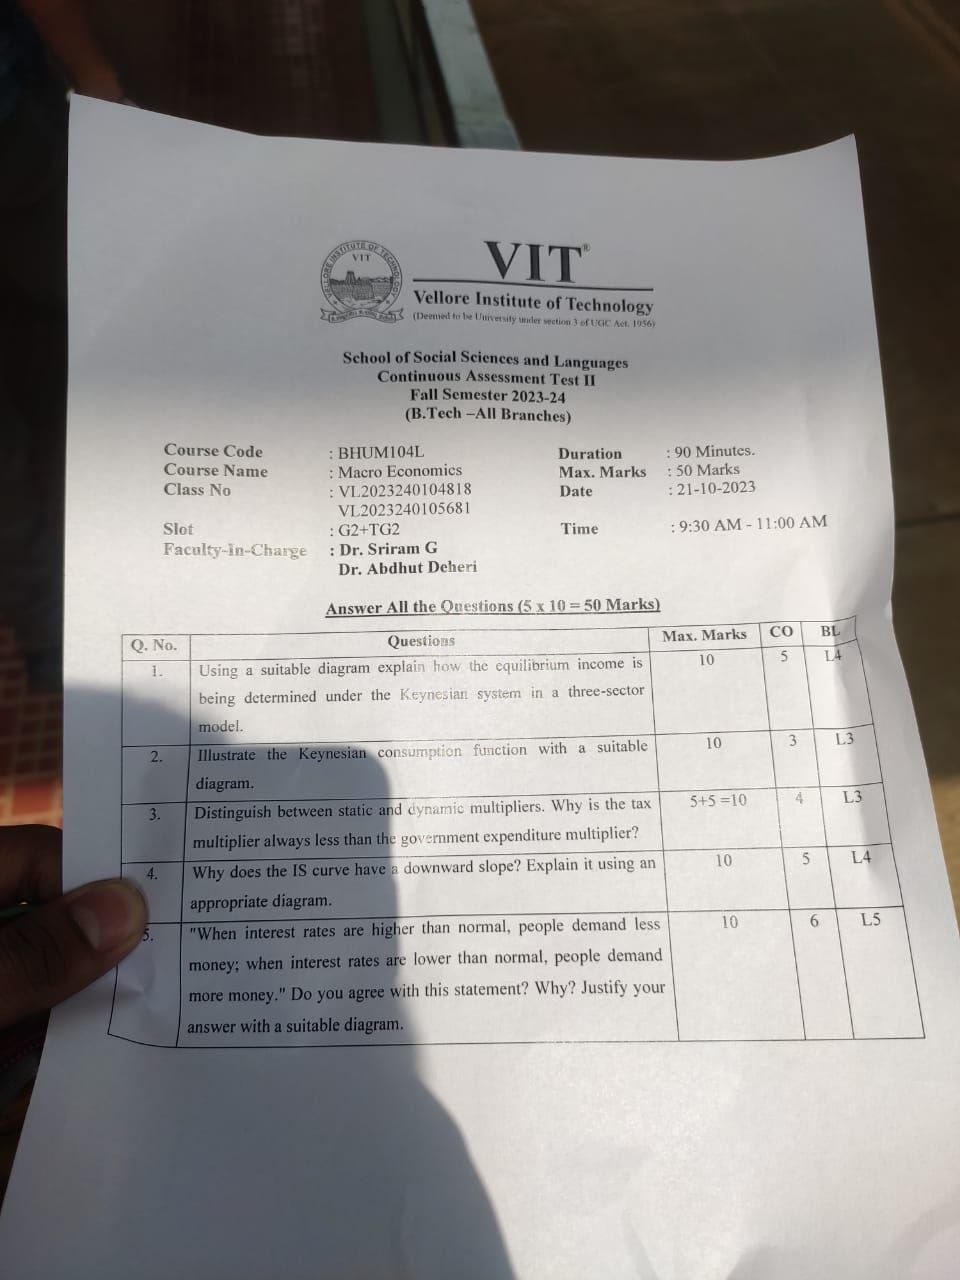 VELLORE INSTITUTE OF TECHNOLOGY
VIT
VIT®
Vellore Institute of Technology
(Deemed to be University under section 3 of UGC Act, 1956)
School of Social Sciences and Languages
Continuous Assessment Test II
Fall Semester 2023-24
(B.Tech –All Branches)
Course Code : BHUM104L Duration : 90 Minutes.
Course Name : Macro Economics Max. Marks : 50 Marks
Class No : VL2023240104818 Date : 21-10-2023
VL2023240105681
Slot : G2+TG2 Time : 9:30 AM - 11:00 AM
Faculty-In-Charge : Dr. Sriram G
Dr. Abdhut Deheri
Answer All the Questions (5 x 10 = 50 Marks)
Q. No. Questions Max. Marks CO BL
1. Using a suitable diagram explain how the equilibrium income is 10 5 L4
being determined under the Keynesian system in a three-sector
model.
2. Illustrate the Keynesian consumption function with a suitable 10 3 L3
diagram.
3. Distinguish between static and dynamic multipliers. Why is the tax 5+5 =10 4 L3
multiplier always less than the government expenditure multiplier?
4. Why does the IS curve have a downward slope? Explain it using an 10 5 L4
appropriate diagram.
5. "When interest rates are higher than normal, people demand less 10 6 L5
money; when interest rates are lower than normal, people demand
more money." Do you agree with this statement? Why? Justify your
answer with a suitable diagram.